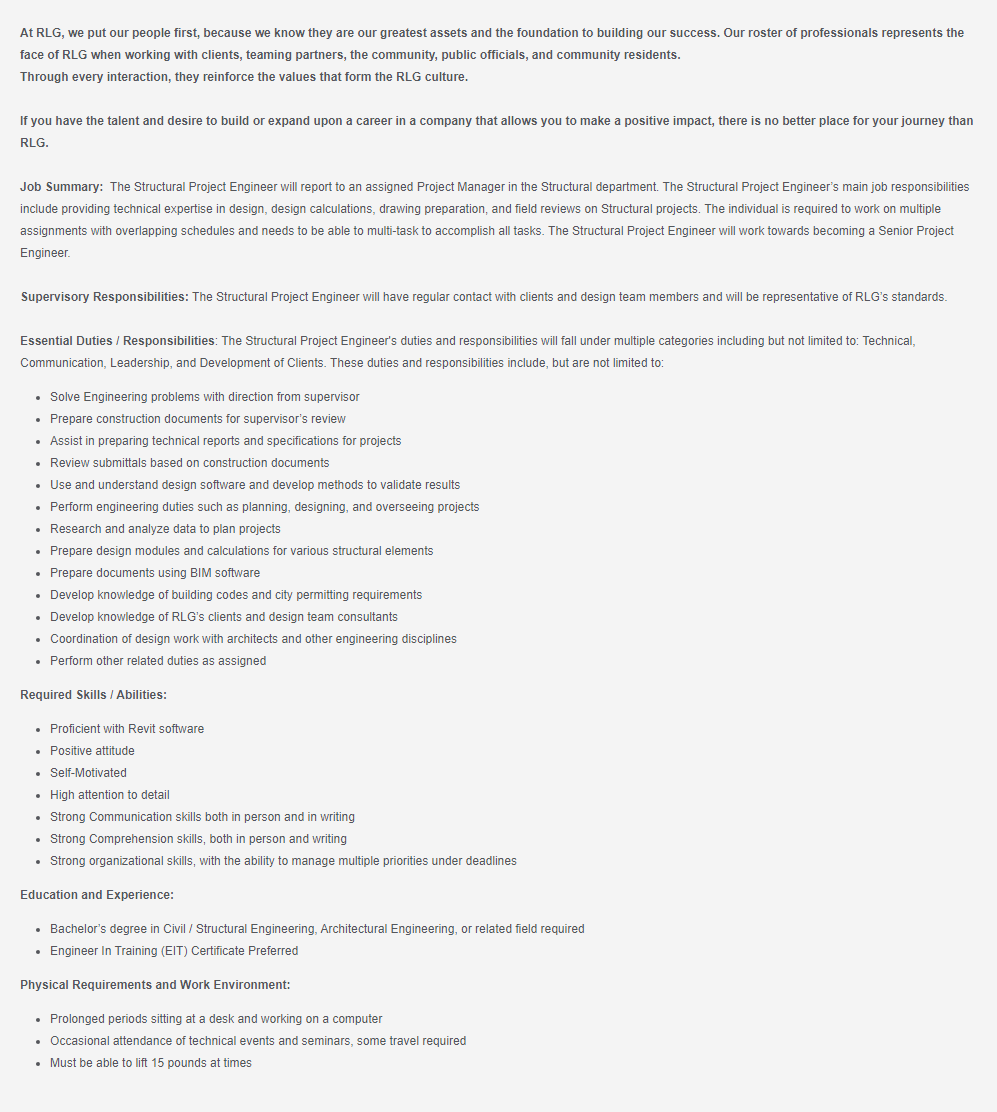 At RLG, we put our people first, because we know they are our greatest assets and the foundation to building our success. Our roster of professionals represents the
face of RLG when working with clients, teaming partners, the community, public officials, and community residents.
Through every interaction, they reinforce the values that form the RLG culture.
If you have the talent and desire to build or expand upon a career in a company that allows you to make a positive impact, there is no better place for your journey than
RLG.
Job Summary:  The Structural Project Engineer will report to an assigned Project Manager in the Structural department. The Structural Project Engineer’s main job responsibilities
include providing technical expertise in design, design calculations, drawing preparation, and field reviews on Structural projects. The individual is required to work on multiple
assignments with overlapping schedules and needs to be able to multi-task to accomplish all tasks. The Structural Project Engineer will work towards becoming a Senior Project
Engineer.
Supervisory Responsibilities: The Structural Project Engineer will have regular contact with clients and design team members and will be representative of RLG’s standards.
Essential Duties / Responsibilities: The Structural Project Engineer's duties and responsibilities will fall under multiple categories including but not limited to: Technical,
Communication, Leadership, and Development of Clients. These duties and responsibilities include, but are not limited to:
• Solve Engineering problems with direction from supervisor
• Prepare construction documents for supervisor’s review
• Assist in preparing technical reports and specifications for projects
• Review submittals based on construction documents
• Use and understand design software and develop methods to validate results
• Perform engineering duties such as planning, designing, and overseeing projects
• Research and analyze data to plan projects
• Prepare design modules and calculations for various structural elements
• Prepare documents using BIM software
• Develop knowledge of building codes and city permitting requirements
• Develop knowledge of RLG’s clients and design team consultants
• Coordination of design work with architects and other engineering disciplines
• Perform other related duties as assigned
Required Skills / Abilities:
• Proficient with Revit software
• Positive attitude
• Self-Motivated
• High attention to detail
• Strong Communication skills both in person and in writing
• Strong Comprehension skills, both in person and writing
• Strong organizational skills, with the ability to manage multiple priorities under deadlines
Education and Experience:
• Bachelor’s degree in Civil / Structural Engineering, Architectural Engineering, or related field required
• Engineer In Training (EIT) Certificate Preferred
Physical Requirements and Work Environment:
• Prolonged periods sitting at a desk and working on a computer
• Occasional attendance of technical events and seminars, some travel required
• Must be able to lift 15 pounds at times